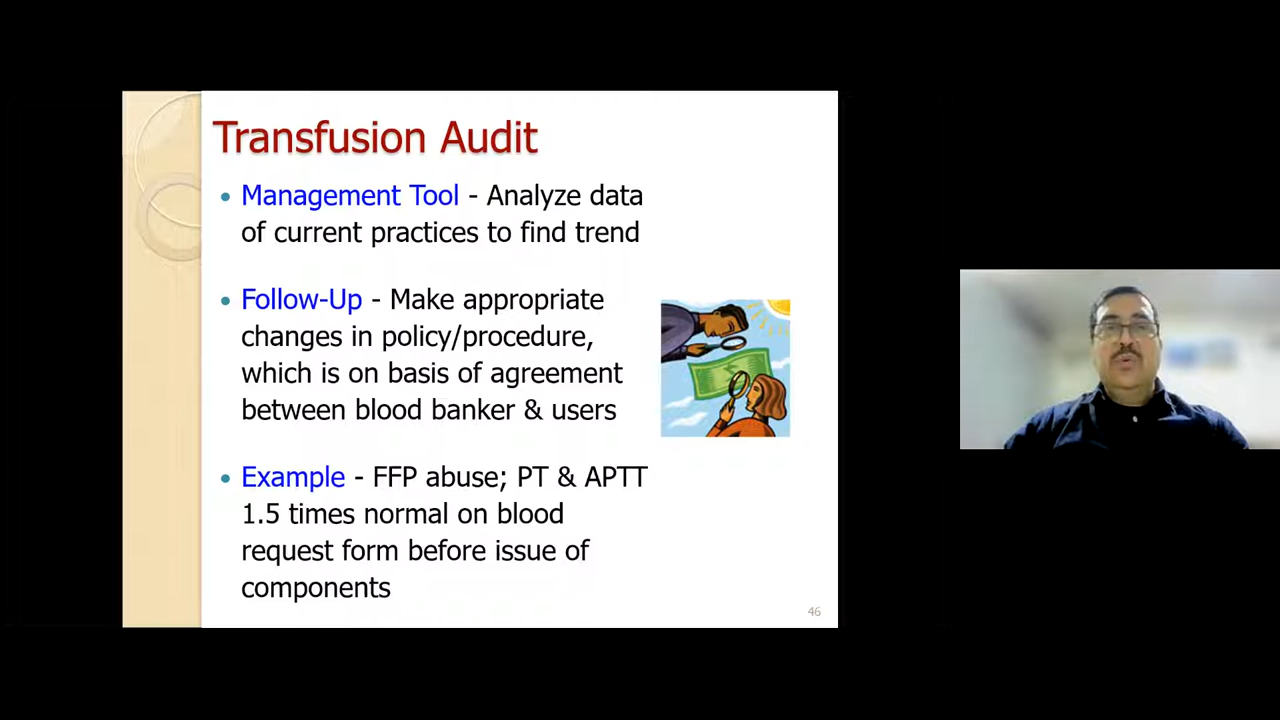 Transfusion Audit
• Management Tool - Analyze data
of current practices to find trend
• Follow-Up - Make appropriate
changes in policy/procedure,
which is on basis of agreement
between blood banker & users
• Example - FFP abuse; PT & APTT
1.5 times normal on blood
request form before issue of
components
46